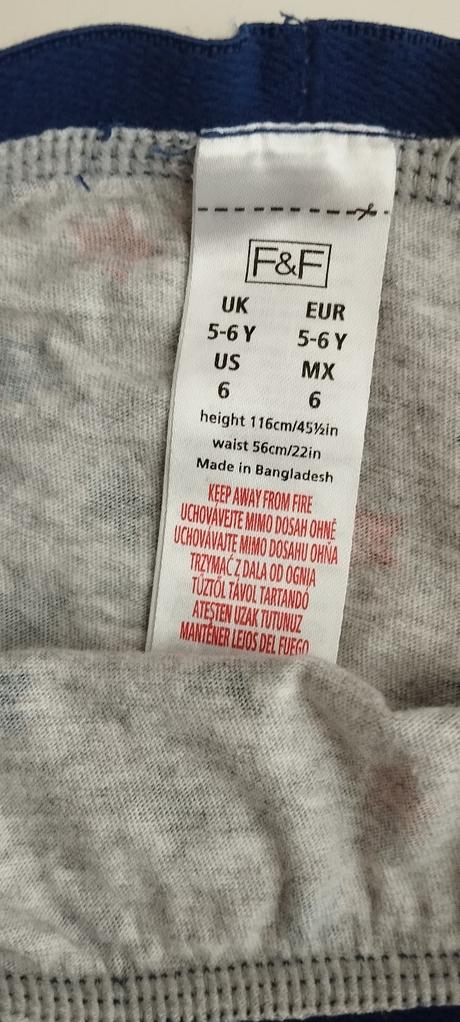 F&F
UK EUR
5-6 Y 5-6 Y
US MX
6 6
height 116cm/45½in
waist 56cm/22in
Made in Bangladesh
KEEP AWAY FROM FIRE
UCHOVÁVEJTE MIMO DOSAH OHNĚ
UCHOVÁVAJTE MIMO DOSAHU OHŇA
TRZYMAĆ Z DALA OD OGNIA
TŰZTŐL TÁVOL TARTANDÓ
ATEŞTEN UZAK TUTUNUZ
MANTENER LEJOS DEL FUEGO